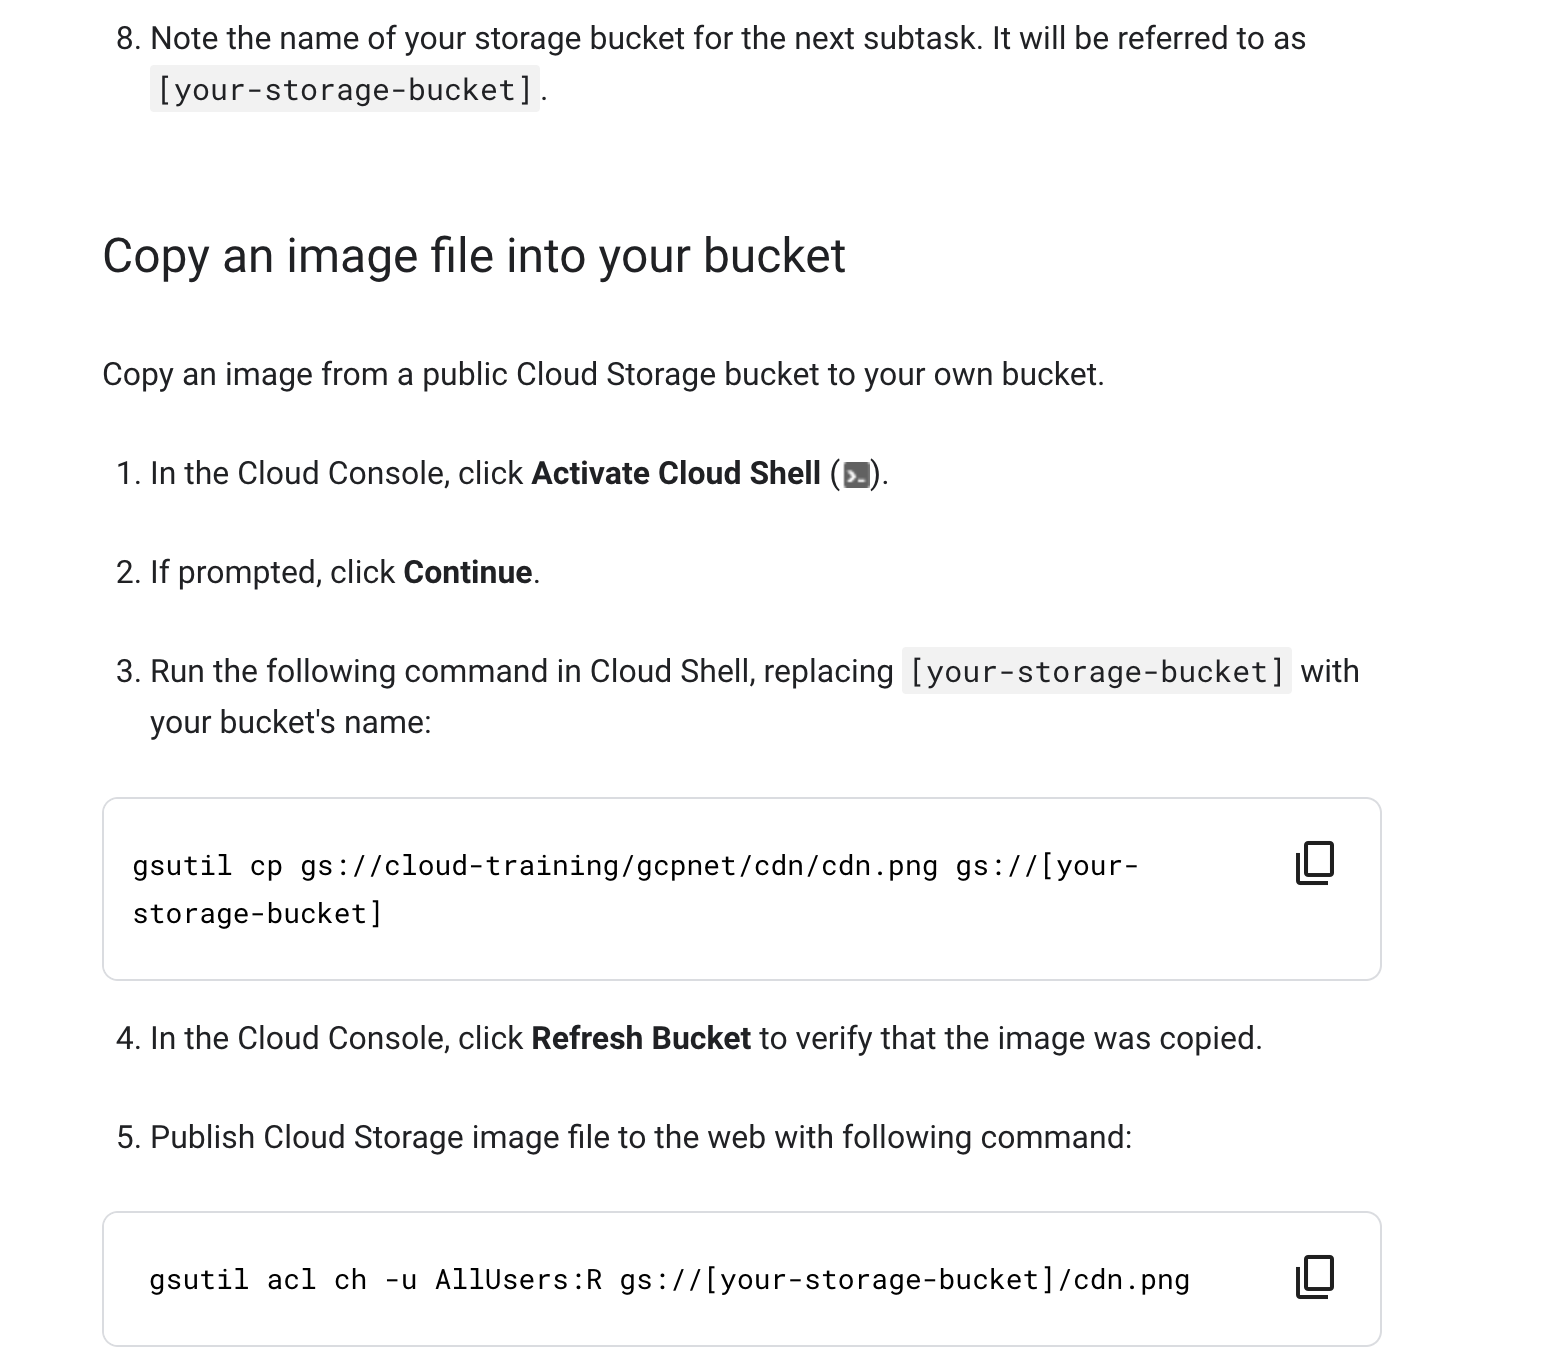 8. Note the name of your storage bucket for the next subtask. It will be referred to as
[your-storage-bucket].
Copy an image file into your bucket
Copy an image from a public Cloud Storage bucket to your own bucket.
1. In the Cloud Console, click Activate Cloud Shell (>_).
2. If prompted, click Continue.
3. Run the following command in Cloud Shell, replacing [your-storage-bucket] with
your bucket's name:
gsutil cp gs://cloud-training/gcpnet/cdn/cdn.png gs://[your-
storage-bucket]
4. In the Cloud Console, click Refresh Bucket to verify that the image was copied.
5. Publish Cloud Storage image file to the web with following command:
gsutil acl ch -u AllUsers:R gs://[your-storage-bucket]/cdn.png